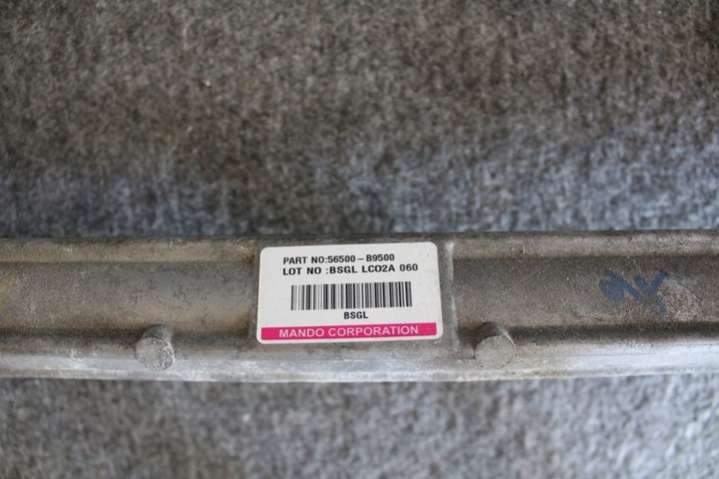 PART NO:56500-B9500
LOT NO :BSGL LC02A 060
BSGL
MANDO CORPORATION